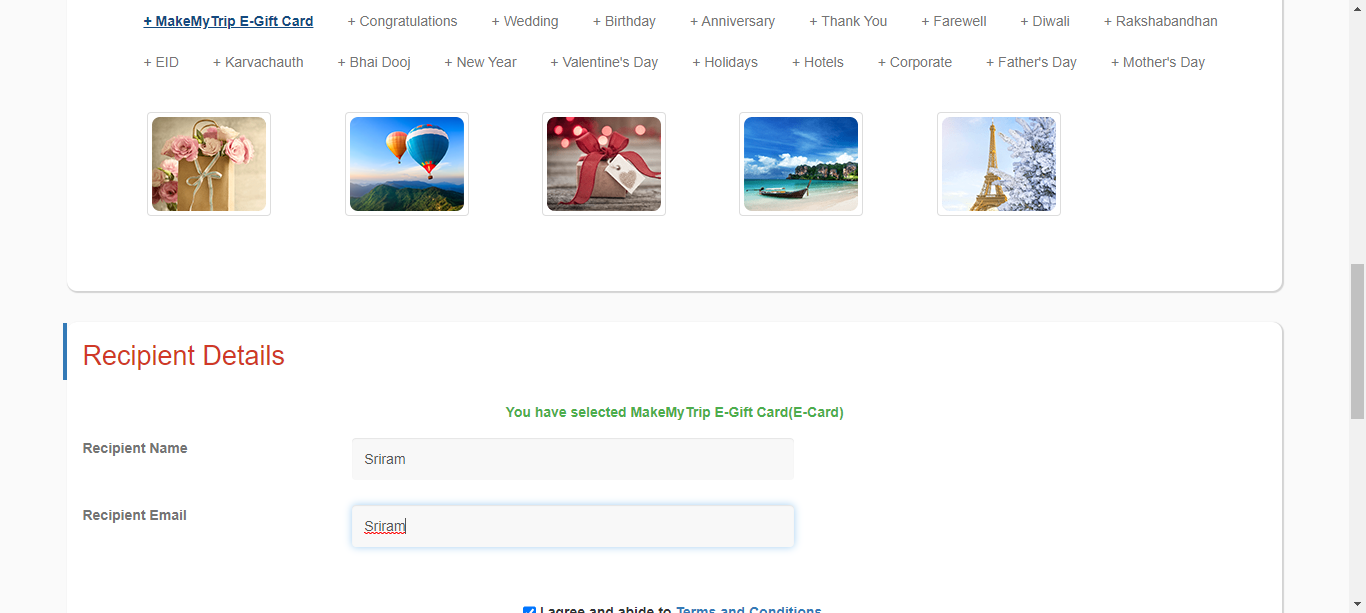 + MakeMyTrip E-Gift Card + Congratulations + Wedding + Birthday + Anniversary + Thank You + Farewell + Diwali + Rakshabandhan
+ EID + Karvachauth + Bhai Dooj + New Year + Valentine's Day + Holidays + Hotels + Corporate + Father's Day + Mother's Day
Recipient Details
You have selected MakeMyTrip E-Gift Card(E-Card)
Recipient Name Sriram
Recipient Email Sriram
I agree and abide to Terms and Conditions